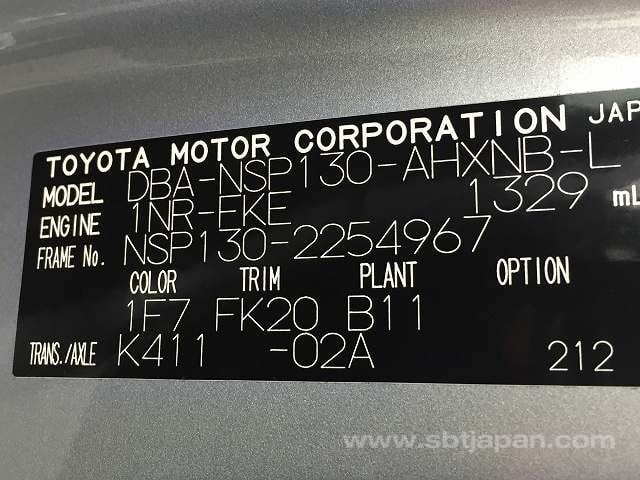 TOYOTA MOTOR CORPORATION JAP
MODEL DBA-NSP130-AHXNB-L
ENGINE 1NR-FKE 1329 mL
FRAME No. NSP130-2254967
COLOR TRIM PLANT OPTION
1F7 FK20 B11
TRANS./AXLE K411 -02A 212
www.sbtjapan.com